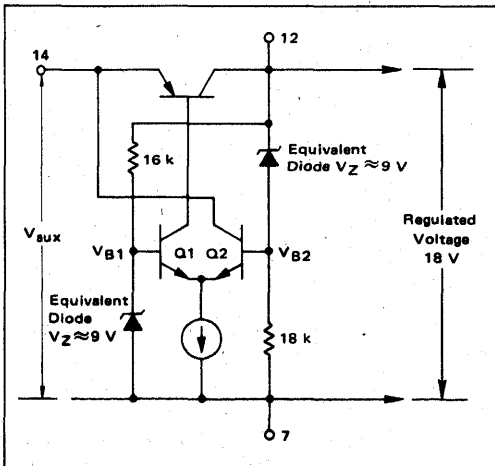 12
14
16 k
Equivalent
Diode VZ ≈ 9 V
Vaux
VB1
Q1
Q2
VB2
Regulated
Voltage
18 V
Equivalent
Diode
VZ ≈ 9 V
18 k
7